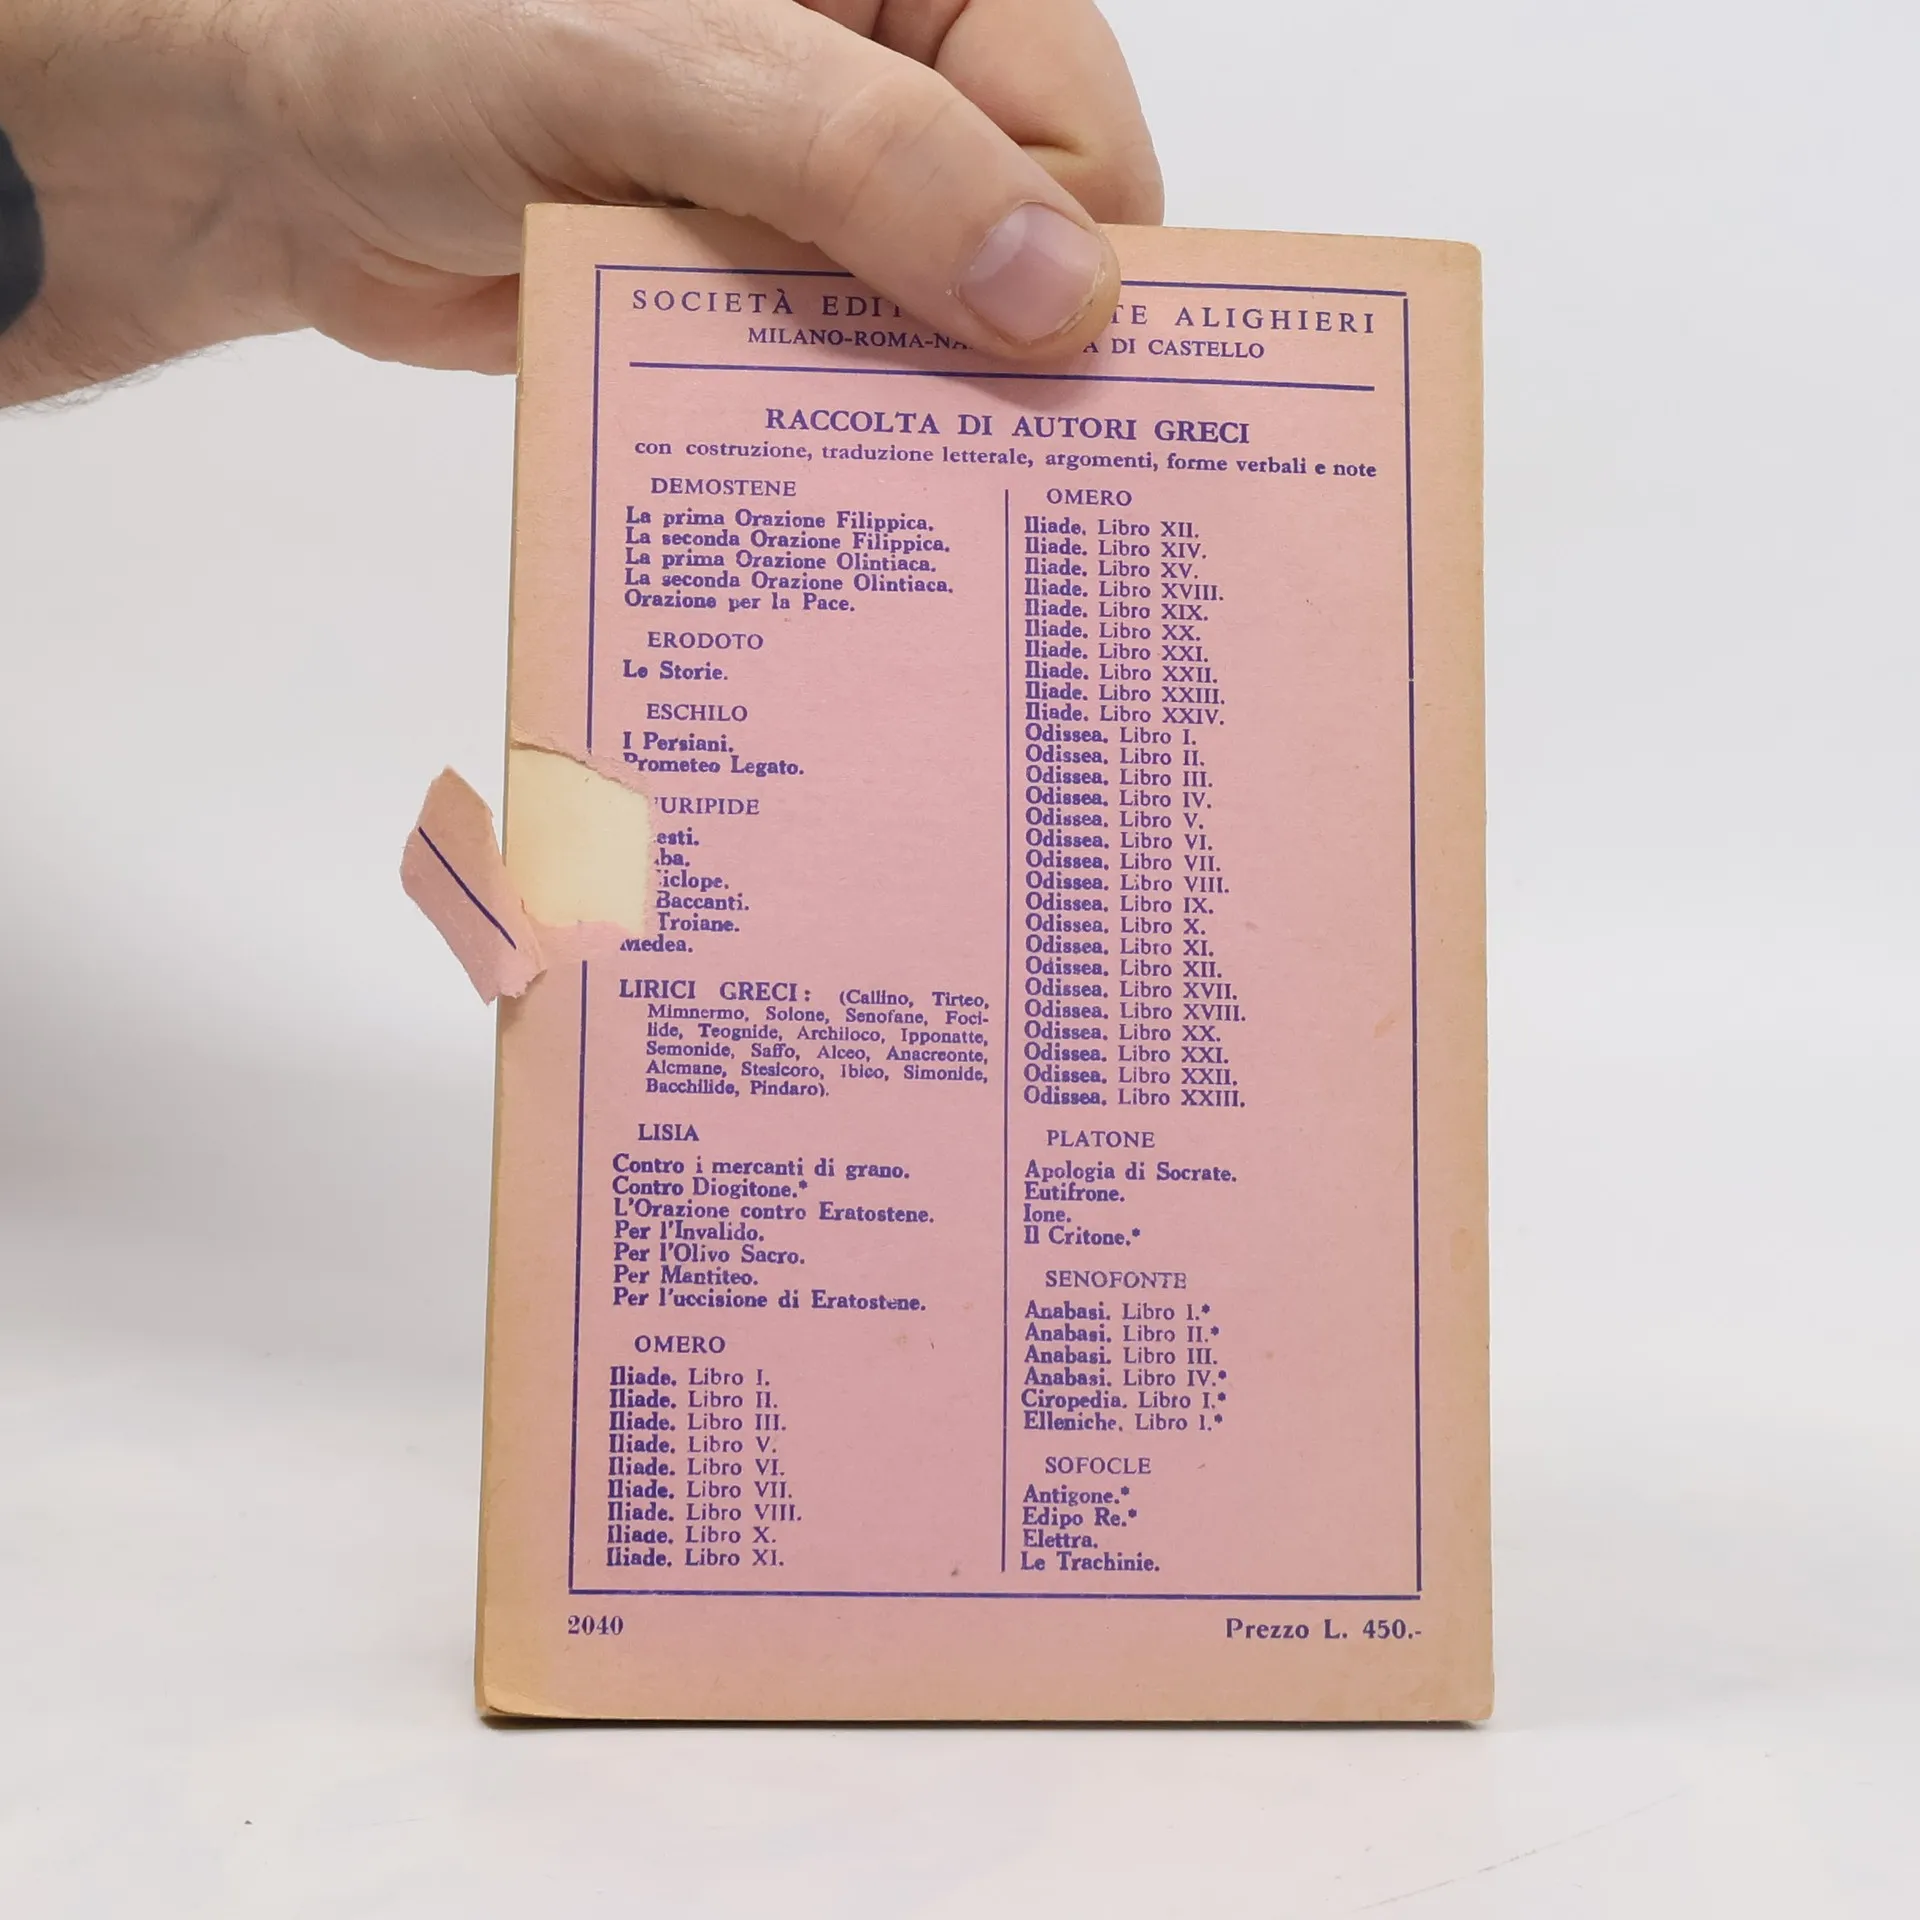 SOCIETÀ ALIGHIERI
MILANO-ROMA- DI CASTELLO
RACCOLTA DI AUTORI GRECI
con costruzione, traduzione letterale, argomenti, forme verbali e note
DEMOSTENE
La prima Orazione Filippica.
La seconda Orazione Filippica.
La prima Orazione Olintiaca.
La seconda Orazione Olintiaca.
Orazione per la Pace.
ERODOTO
Le Storie.
ESCHILO
I Persiani.
Prometeo Legato.
URIPIDE
esti.
ba.
iclope.
Baccanti.
Troiane.
Medea.
LIRICI GRECI: (Callino, Tirteo,
Mimnermo, Solone, Senofane, Foci-
lide, Teognide, Archiloco, Ipponatte,
Semonide, Saffo, Alceo, Anacreonte,
Alcmane, Stesicoro, Ibico, Simonide,
Bacchilide, Pindaro).
LISIA
Contro i mercanti di grano.
Contro Diogitone.*
L'Orazione contro Eratostene.
Per l'Invalido.
Per l'Olivo Sacro.
Per Mantiteo.
Per l'uccisione di Eratostene.
OMERO
Iliade. Libro I.
Iliade. Libro II.
Iliade. Libro III.
Iliade. Libro V.
Iliade. Libro VI.
Iliade. Libro VII.
Iliade. Libro VIII.
Iliade. Libro X.
Iliade. Libro XI.
OMERO
Iliade. Libro XII.
Iliade. Libro XIV.
Iliade. Libro XV.
Iliade. Libro XVIII.
Iliade. Libro XIX.
Iliade. Libro XX.
Iliade. Libro XXI.
Iliade. Libro XXII.
Iliade. Libro XXIII.
Iliade. Libro XXIV.
Odissea. Libro I.
Odissea. Libro II.
Odissea. Libro III.
Odissea. Libro IV.
Odissea. Libro V.
Odissea. Libro VI.
Odissea. Libro VII.
Odissea. Libro VIII.
Odissea. Libro IX.
Odissea. Libro X.
Odissea. Libro XI.
Odissea. Libro XII.
Odissea. Libro XVII.
Odissea. Libro XVIII.
Odissea. Libro XX.
Odissea. Libro XXI.
Odissea. Libro XXII.
Odissea. Libro XXIII.
PLATONE
Apologia di Socrate.
Eutifrone.
Ione.
Il Critone.*
SENOFONTE
Anabasi. Libro I.*
Anabasi. Libro II.*
Anabasi. Libro III.
Anabasi. Libro IV.*
Ciropedia. Libro I.*
Elleniche. Libro I.*
SOFOCLE
Antigone.*
Edipo Re.*
Elettra.
Le Trachinie.
2040
Prezzo L. 450.-